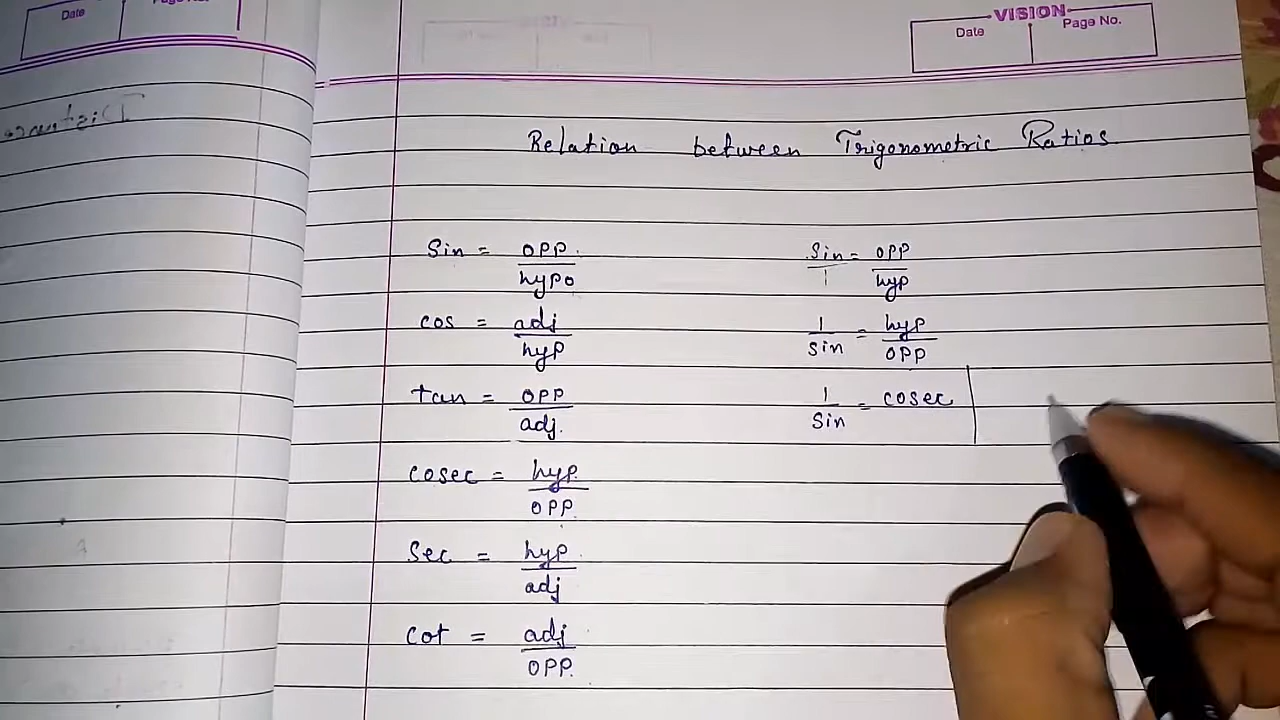 Date
Page No.
VISION
Date
Page No.
Relation between Trigonometric Ratios
Sin = OPP.
hypo
cos = adj
hyp
tan = OPP
adj.
cosec = hyp.
OPP.
Sec = hyp.
adj
cot = adj
OPP.
Sin = OPP
1 hyp
1 = hyp
Sin OPP
1 = cosec
Sin